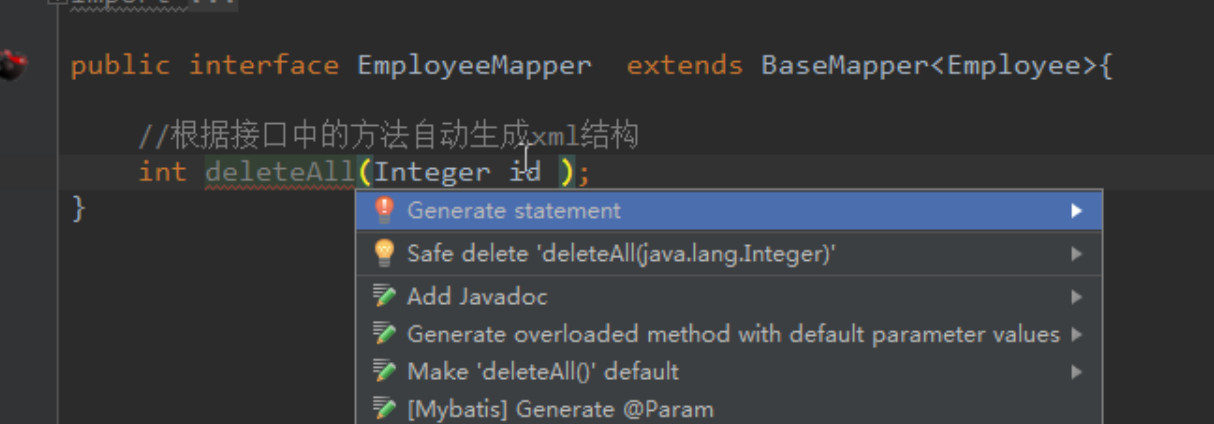 import ...
public interface EmployeeMapper extends BaseMapper<Employee>{
//根据接口中的方法自动生成xml结构
int deleteAll(Integer id );
}
Generate statement
Safe delete 'deleteAll(java.lang.Integer)'
Add Javadoc
Generate overloaded method with default parameter values
Make 'deleteAll()' default
[Mybatis] Generate @Param